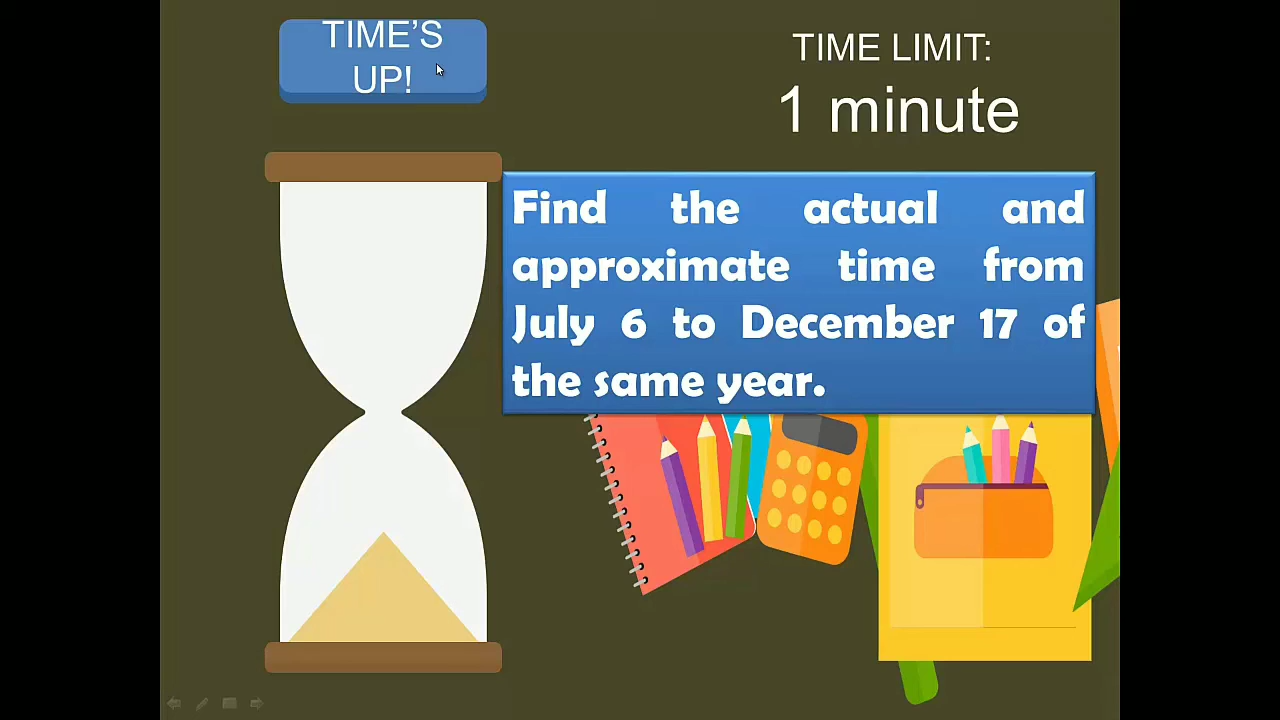 TIME’S
UP!
TIME LIMIT:
1 minute
Find the actual and
approximate time from
July 6 to December 17 of
the same year.